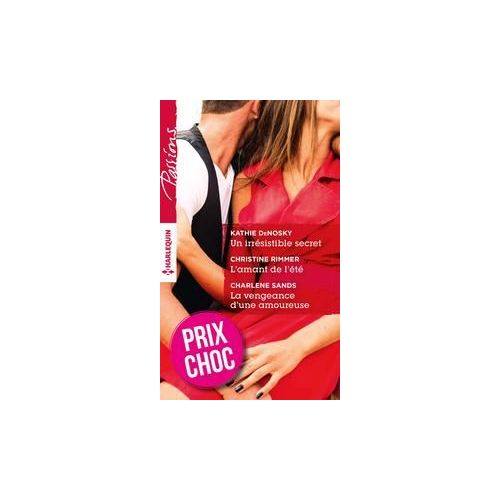 Passions
HARLEQUIN
KATHIE DENOSKY
Un irrésistible secret
CHRISTINE RIMMER
L'amant de l'été
CHARLENE SANDS
La vengeance
d'une amoureuse
PRIX
CHOC